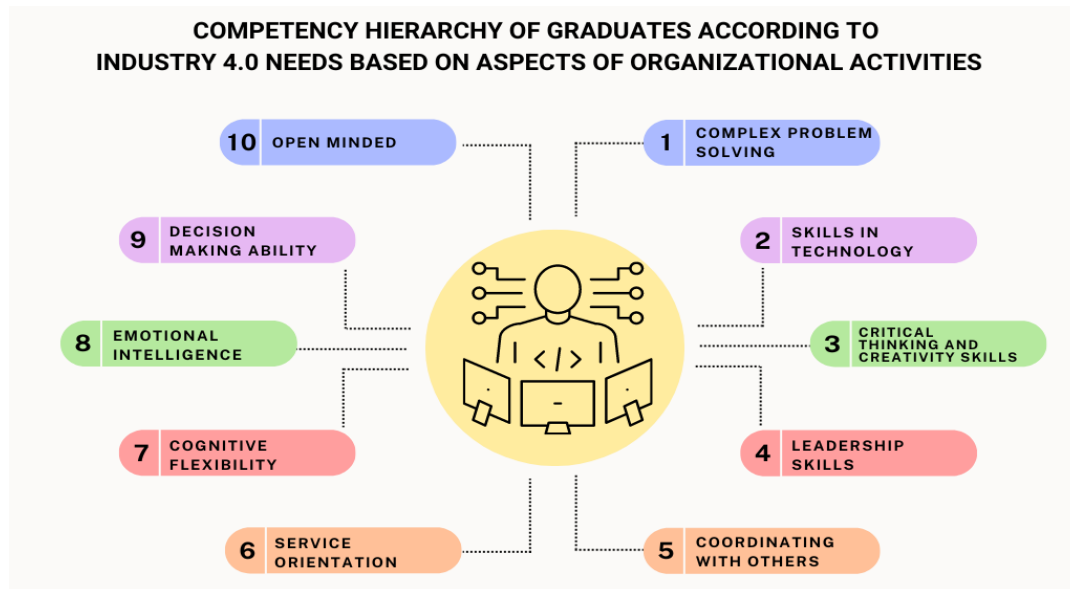 COMPETENCY HIERARCHY OF GRADUATES ACCORDING TO
INDUSTRY 4.0 NEEDS BASED ON ASPECTS OF ORGANIZATIONAL ACTIVITIES
1
COMPLEX PROBLEM
SOLVING
2
SKILLS IN
TECHNOLOGY
3
CRITICAL
THINKING AND
CREATIVITY SKILLS
4
LEADERSHIP
SKILLS
5
COORDINATING
WITH OTHERS
6
SERVICE
ORIENTATION
7
COGNITIVE
FLEXIBILITY
8
EMOTIONAL
INTELLIGENCE
9
DECISION
MAKING ABILITY
10
OPEN MINDED